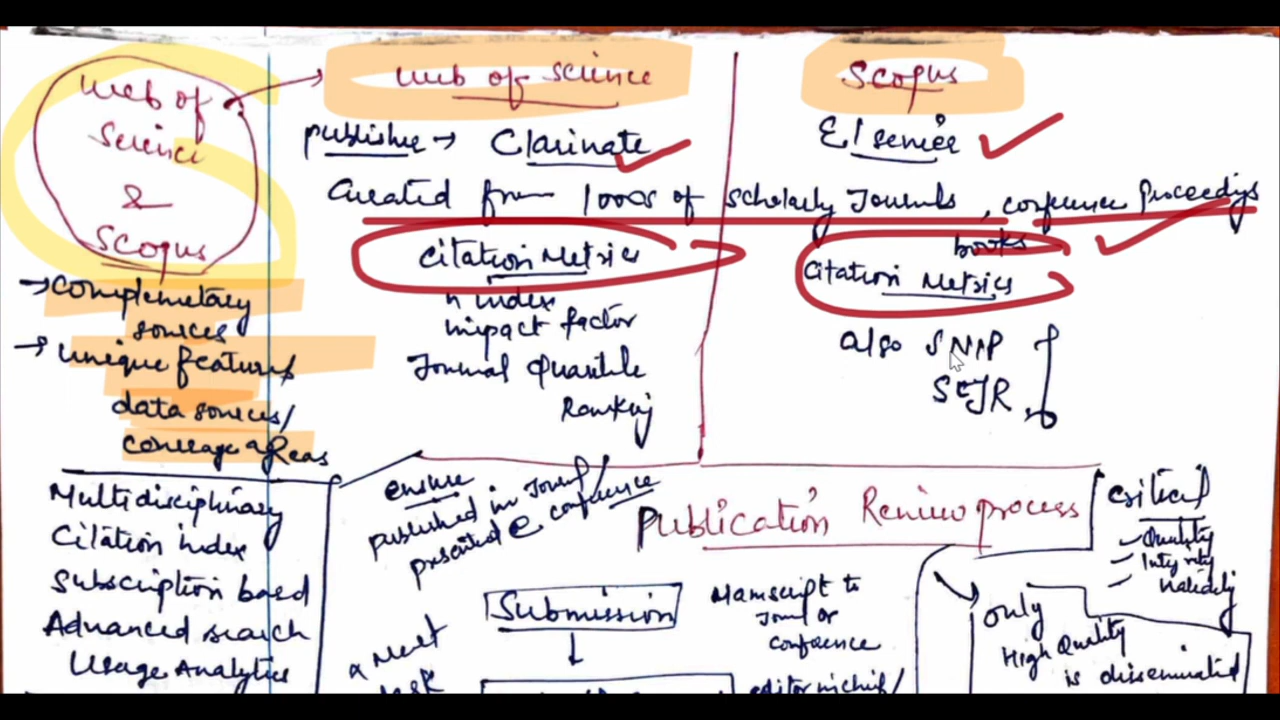 Web of
Science
&
Scopus
→ Complemetary
sources
→ Unique features
data sources/
coverage areas
Multidisciplinary
Citation index
Subscription based
Advanced search
Usage Analytics
Web of Science
publisher → Clarinate
Created from 1000s of scholarly Journals, conference Proceedings
books
Citation Metrics
h index
impact factor
Journal Quartile
Ranking
Scopus
Elsevier
Citation Metrics
also SNIP
SCJR
ensure
published in Journal/
presented @ conference
Publication Review process
Submission
Manuscript to
Journal or
conference
a Meet
task
critical
Quality
Integrity
Validity
only
High Quality
is disseminated